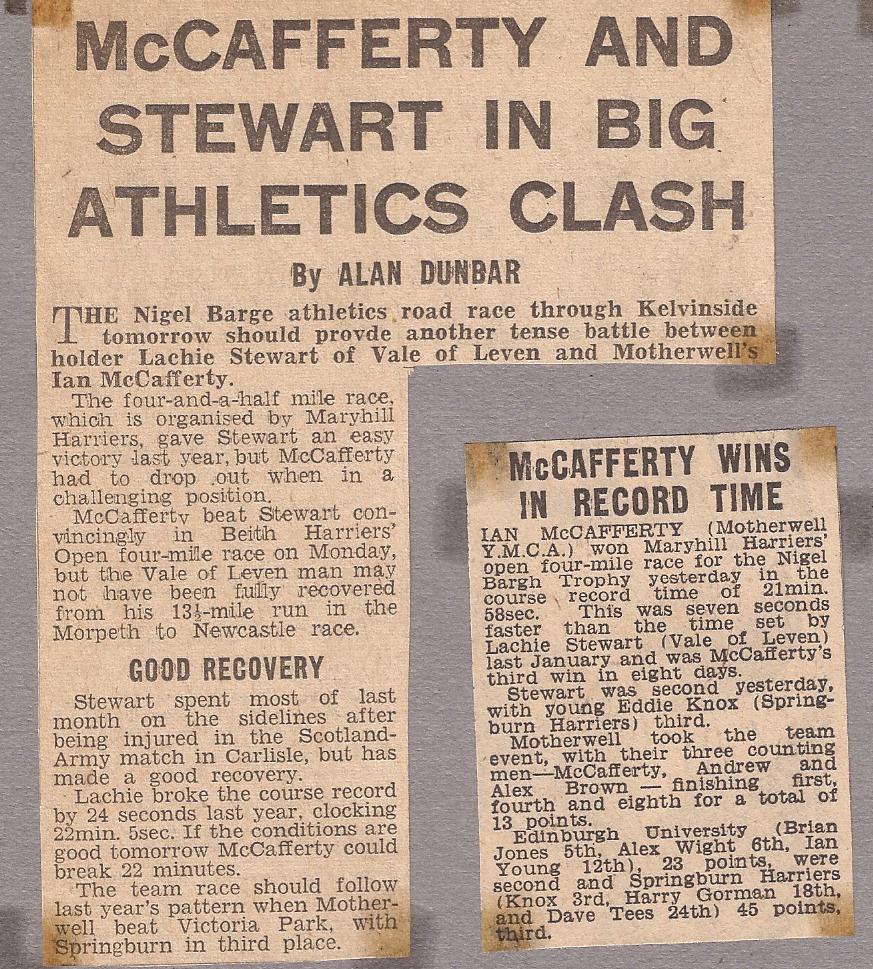 McCAFFERTY AND
STEWART IN BIG
ATHLETICS CLASH
By ALAN DUNBAR
THE Nigel Barge athletics road race through Kelvinside
tomorrow should provde another tense battle between
holder Lachie Stewart of Vale of Leven and Motherwell's
Ian McCafferty.
The four-and-a-half mile race,
which is organised by Maryhill
Harriers, gave Stewart an easy
victory last year, but McCafferty
had to drop out when in a
challenging position.
McCafferty beat Stewart con-
vincingly in Beith Harriers'
Open four-mile race on Monday,
but the Vale of Leven man may
not have been fully recovered
from his 13½-mile run in the
Morpeth to Newcastle race.
GOOD RECOVERY
Stewart spent most of last
month on the sidelines after
being injured in the Scotland-
Army match in Carlisle, but has
made a good recovery.
Lachie broke the course record
by 24 seconds last year, clocking
22min. 5sec. If the conditions are
good tomorrow McCafferty could
break 22 minutes.
The team race should follow
last year's pattern when Mother-
well beat Victoria Park, with
Springburn in third place.
McCAFFERTY WINS
IN RECORD TIME
IAN McCAFFERTY (Motherwell
Y.M.C.A.) won Maryhill Harriers'
open four-mile race for the Nigel
Bargh Trophy yesterday in the
course record time of 21min.
58sec. This was seven seconds
faster than the time set by
Lachie Stewart (Vale of Leven)
last January and was McCafferty's
third win in eight days.
Stewart was second yesterday,
with young Eddie Knox (Spring-
burn Harriers) third.
Motherwell took the team
event, with their three counting
men—McCafferty, Andrew and
Alex Brown — finishing first,
fourth and eighth for a total of
13 points.
Edinburgh University (Brian
Jones 5th, Alex Wight 6th, Ian
Young 12th), 23 points, were
second and Springburn Harriers
(Knox 3rd, Harry Gorman 18th,
and Dave Tees 24th) 45 points,
third.